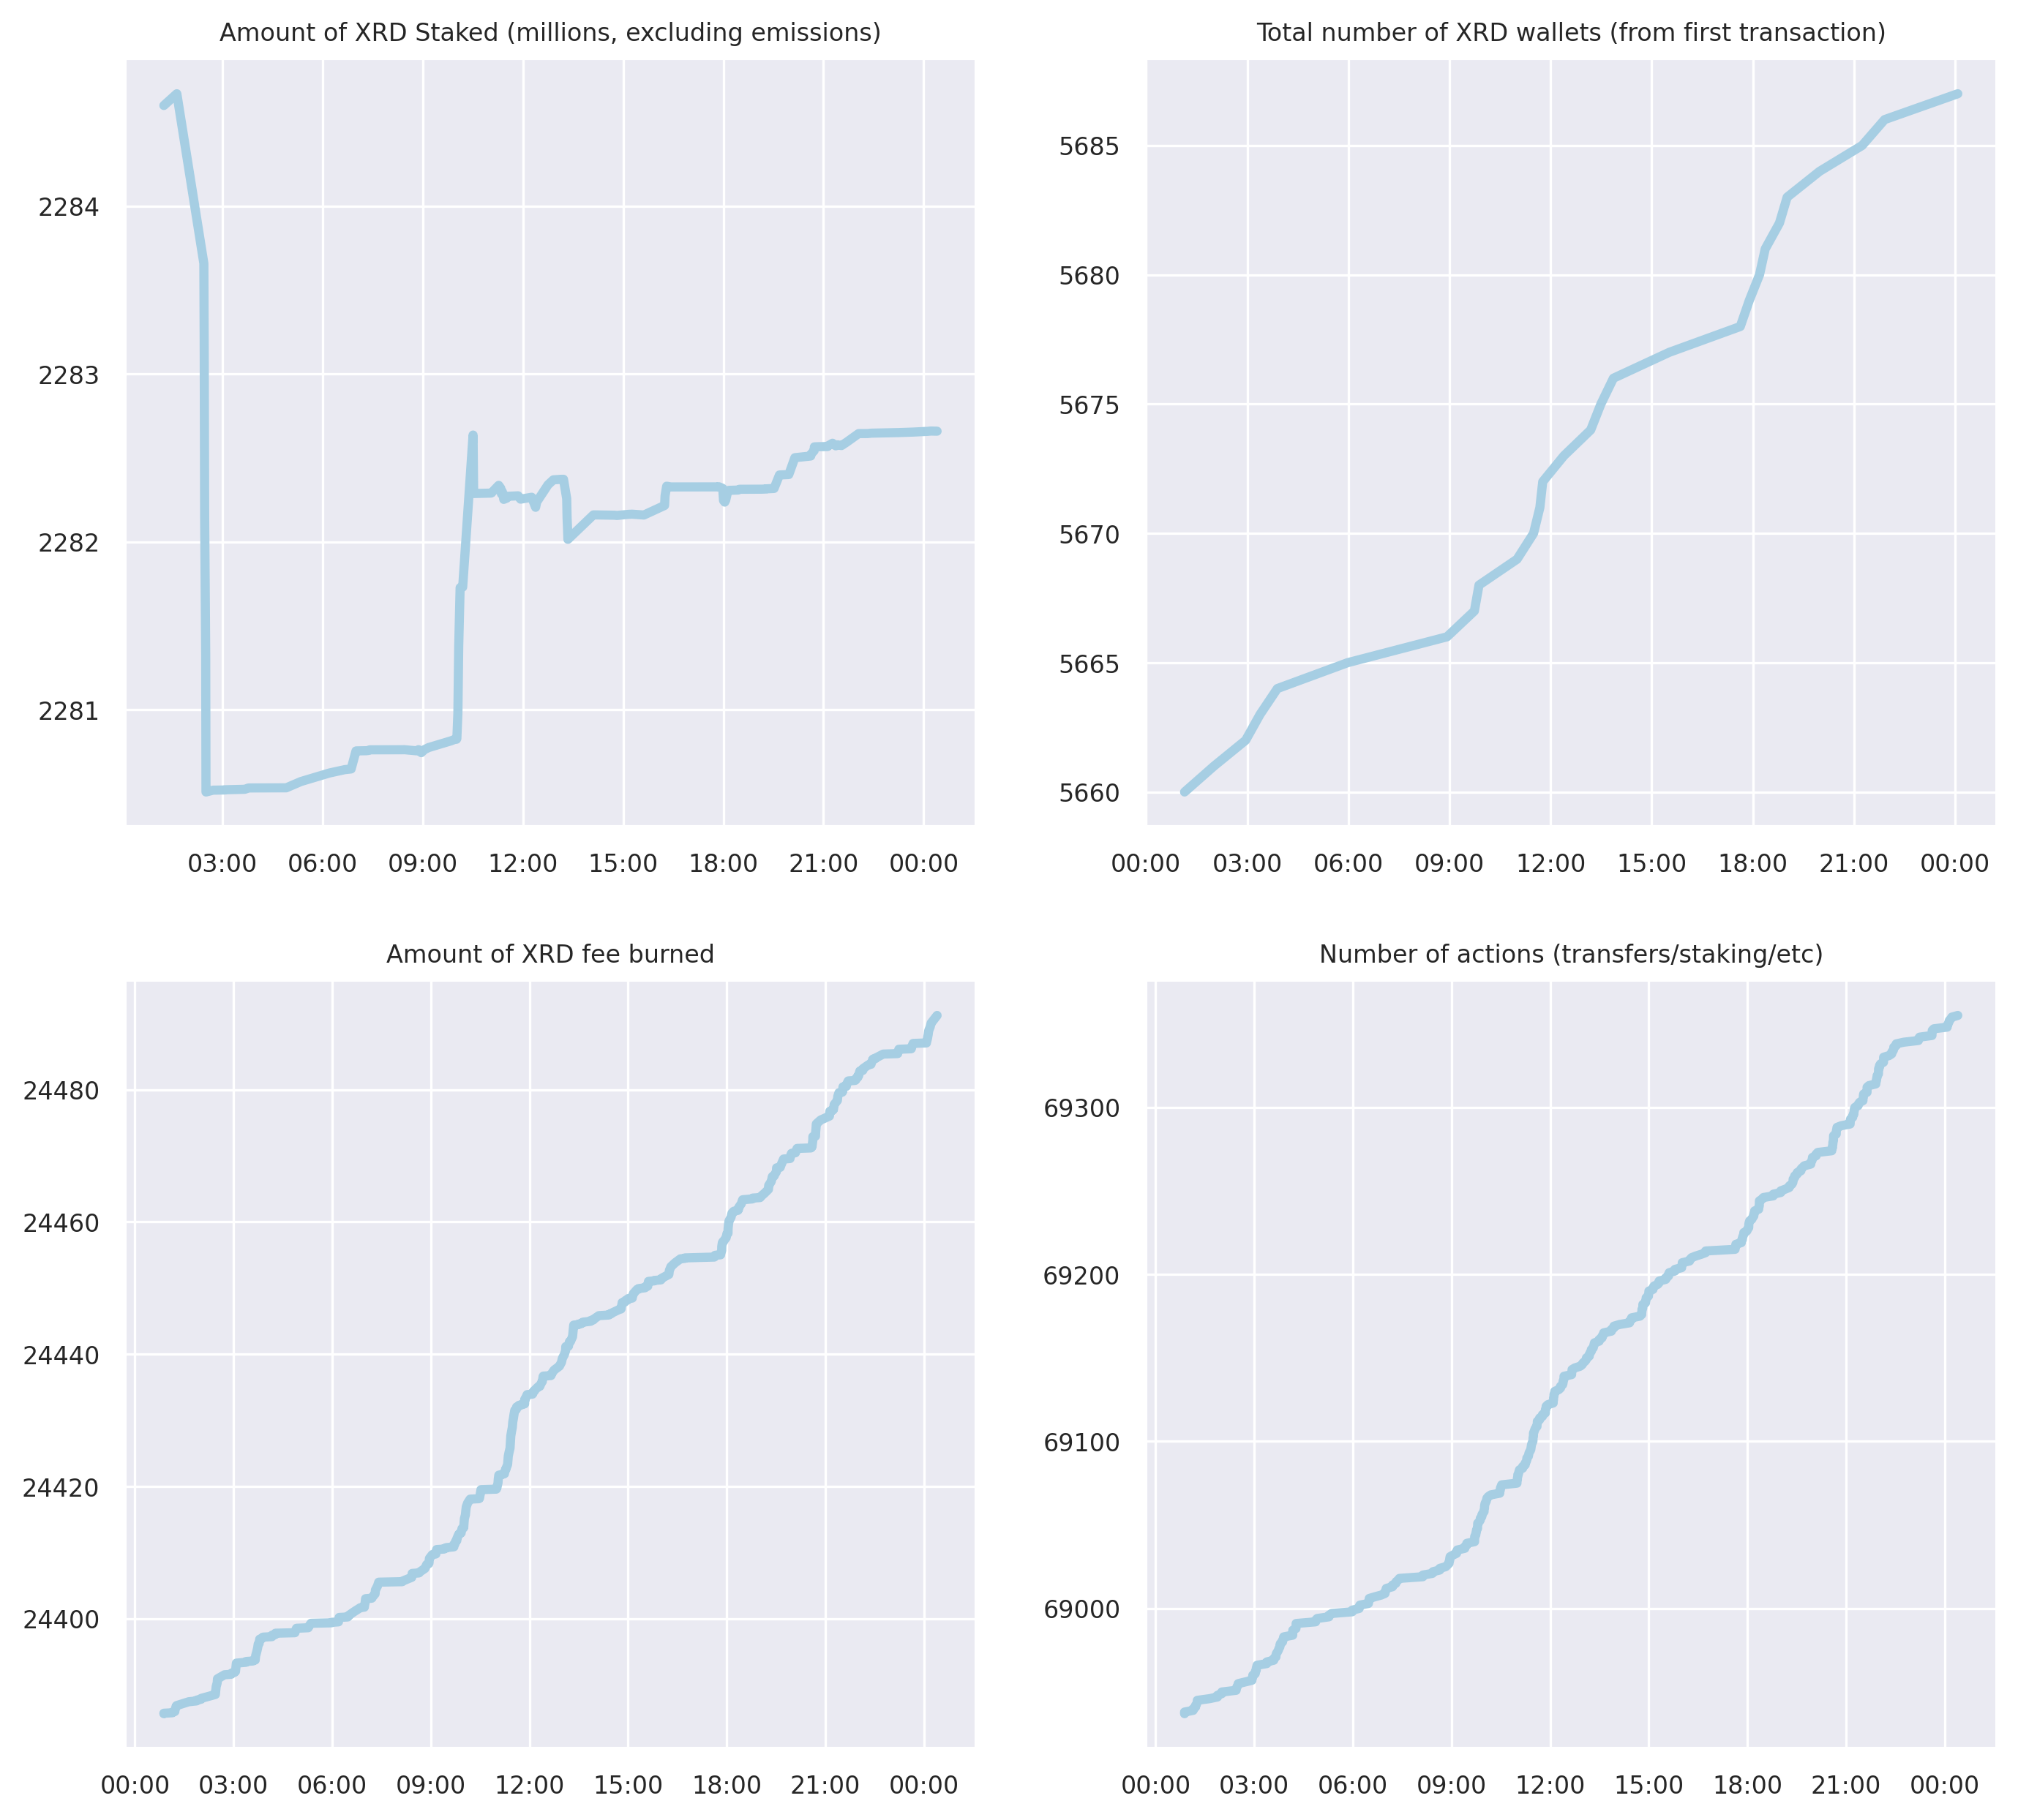 Amount of XRD Staked (millions, excluding emissions)
2284
2283
2282
2281
03:00 06:00 09:00 12:00 15:00 18:00 21:00 00:00
Total number of XRD wallets (from first transaction)
5685
5680
5675
5670
5665
5660
00:00 03:00 06:00 09:00 12:00 15:00 18:00 21:00 00:00
Amount of XRD fee burned
24480
24460
24440
24420
24400
00:00 03:00 06:00 09:00 12:00 15:00 18:00 21:00 00:00
Number of actions (transfers/staking/etc)
69300
69200
69100
69000
00:00 03:00 06:00 09:00 12:00 15:00 18:00 21:00 00:00